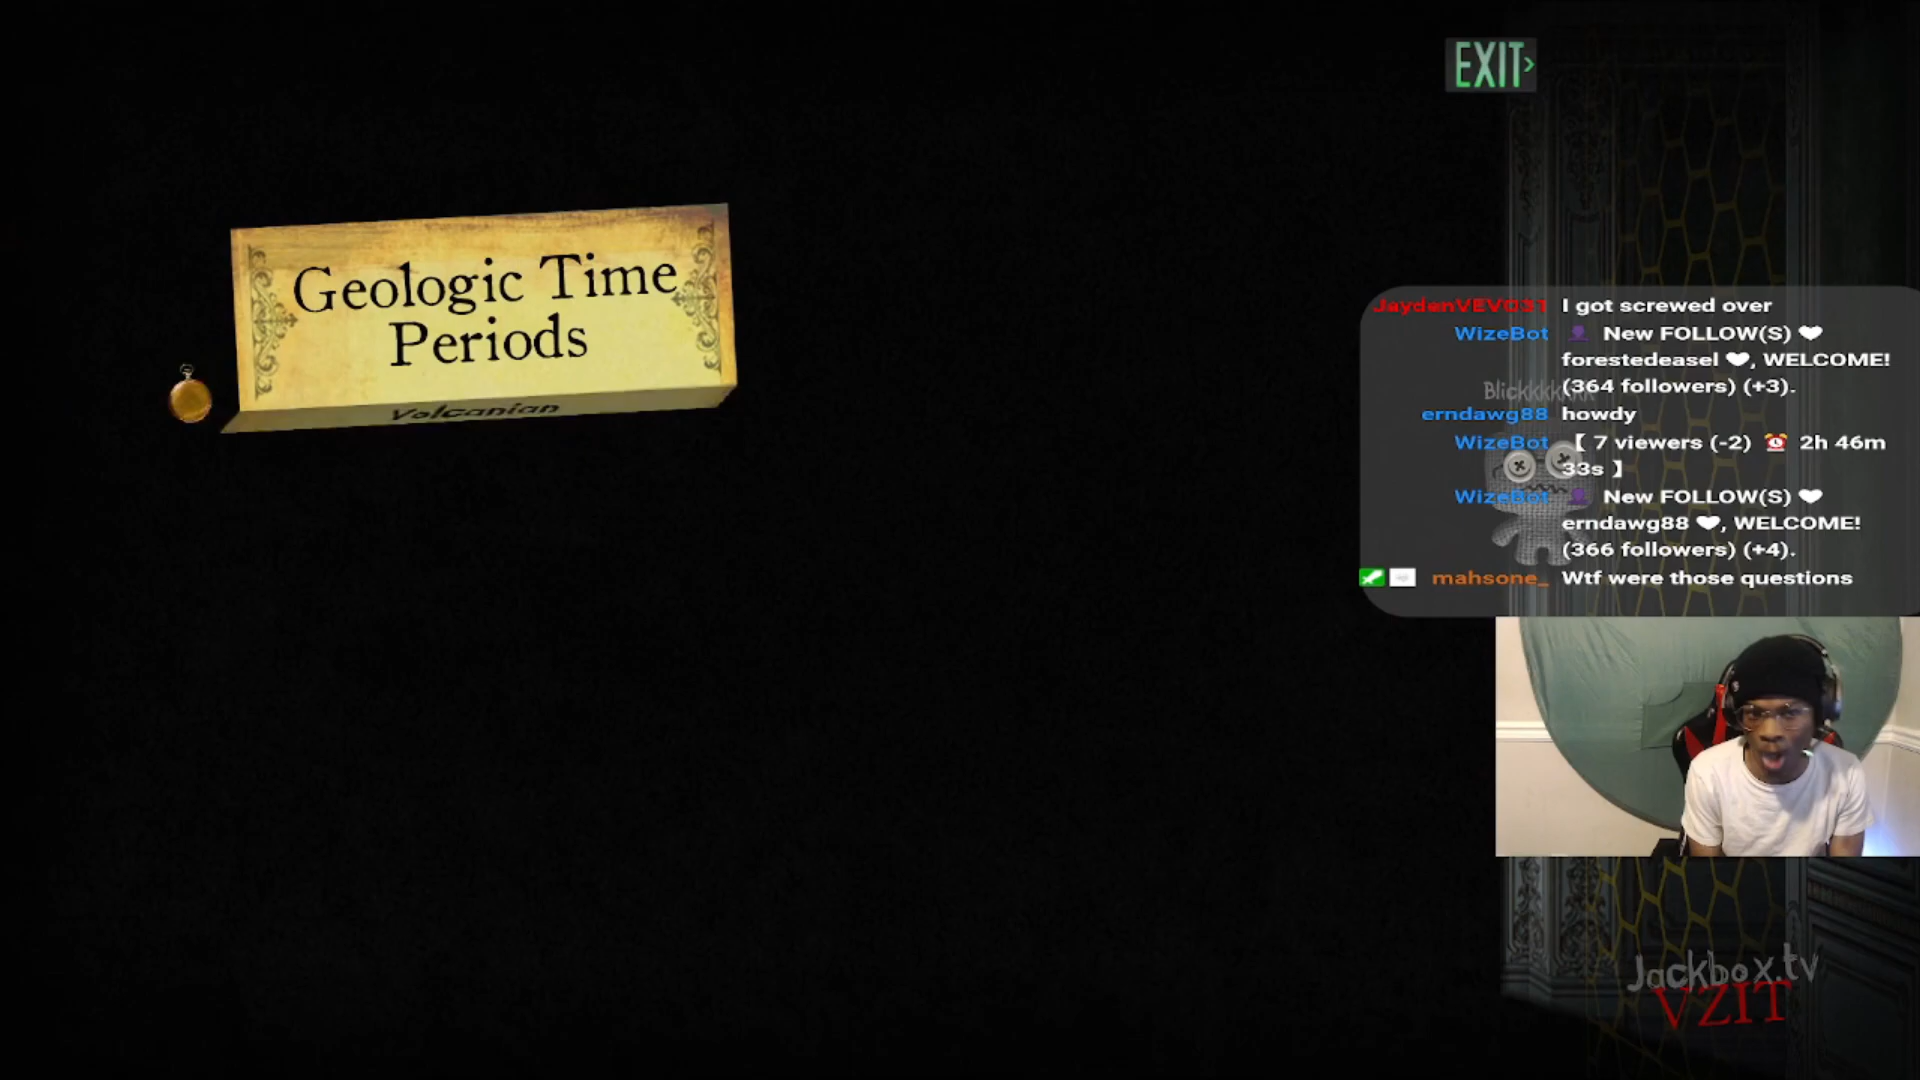 EXIT>
Geologic Time
Periods
Volcanian
JaydenVEVO31 I got screwed over
WizeBot New FOLLOW(S)
forestedeasel , WELCOME!
(364 followers) (+3).
erndawg88 howdy
WizeBot 【 7 viewers (-2) ⏰ 2h 46m
33s 】
WizeBot New FOLLOW(S)
erndawg88 , WELCOME!
(366 followers) (+4).
mahsone_ Wtf were those questions
Jackbox.tv
VZIT